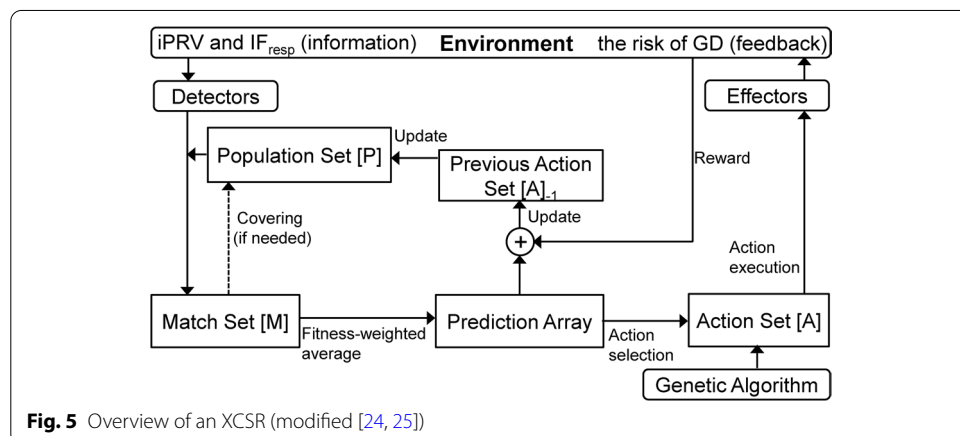 iPRV and IFresp (information) Environment the risk of GD (feedback)
Detectors
Effectors
Update
Population Set [P]
Previous Action
Set [A]-1
Reward
Update
Covering
(if needed)
+
Action
execution
Match Set [M]
Prediction Array
Action Set [A]
Fitness-weighted
average
Action
selection
Genetic Algorithm
Fig. 5 Overview of an XCSR (modified [24, 25])